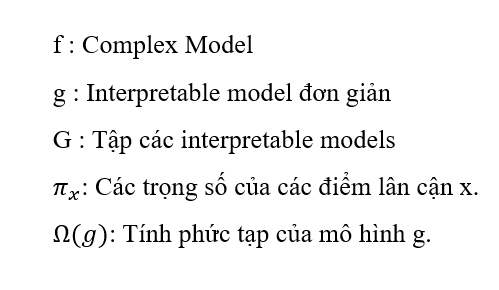 f : Complex Model
g : Interpretable model đơn giản
G : Tập các interpretable models
𝜋ₓ: Các trọng số của các điểm lân cận x.
Ω(𝑔): Tính phức tạp của mô hình g.